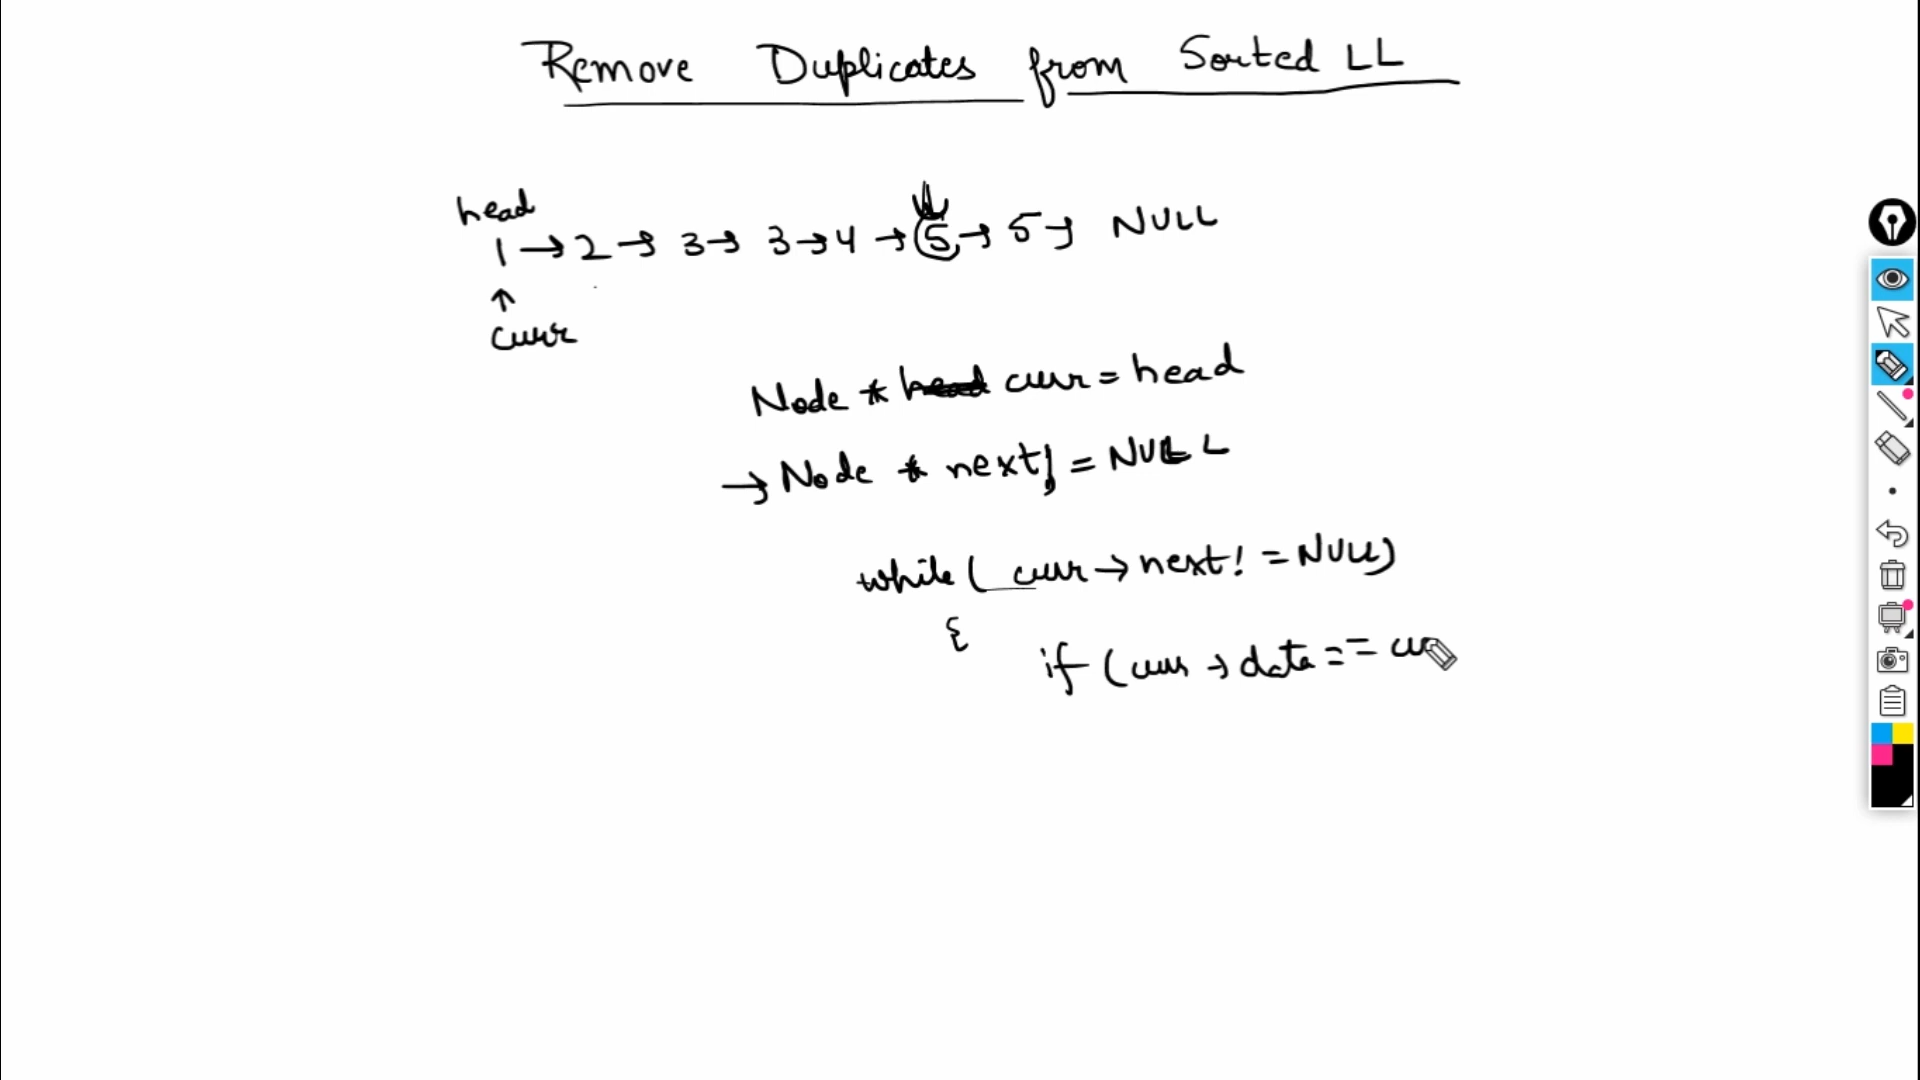 Remove Duplicates from Sorted LL
head
1 → 2 → 3 → 3 → 4 → 5 → 5 → NULL
↑
curr
Node * head curr = head
→ Node * next; = NULL
while ( curr → next! = NULL)
{
if (curr → data == cu